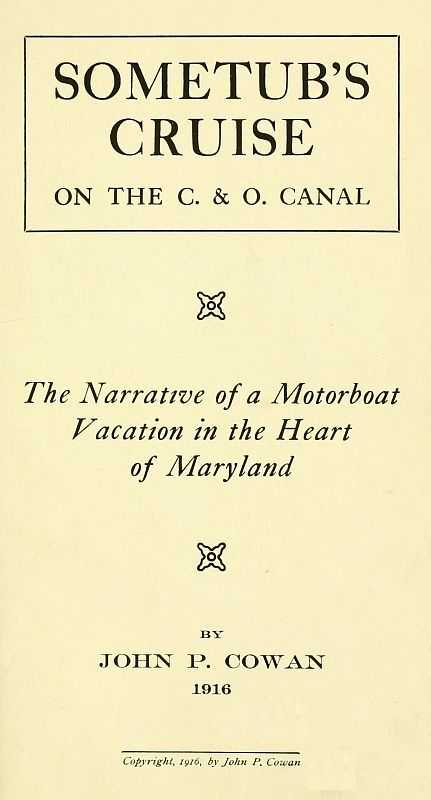 SOMETUB'S
CRUISE
ON THE C. & O. CANAL
The Narrative of a Motorboat
Vacation in the Heart
of Maryland
BY
JOHN P. COWAN
1916
Copyright, 1916, by John P. Cowan